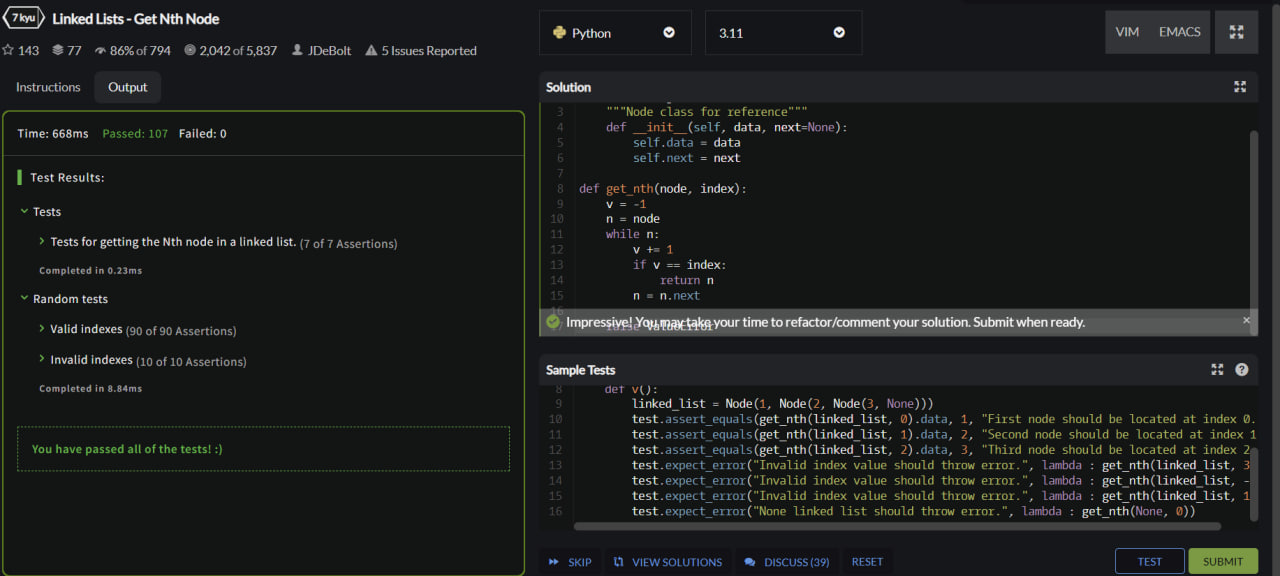 7 kyu Linked Lists - Get Nth Node
143 77 86% of 794 2,042 of 5,837 JDeBolt 5 Issues Reported
Instructions Output
Time: 668ms Passed: 107 Failed: 0
Test Results:
Tests
Tests for getting the Nth node in a linked list. (7 of 7 Assertions)
Completed in 0.23ms
Random tests
Valid indexes (90 of 90 Assertions)
Invalid indexes (10 of 10 Assertions)
Completed in 8.84ms
You have passed all of the tests! :)
Python 3.11 VIM EMACS
Solution
3 """Node class for reference"""
4 def __init__(self, data, next=None):
5 self.data = data
6 self.next = next
7
8 def get_nth(node, index):
9 v = -1
10 n = node
11 while n:
12 v += 1
13 if v == index:
14 return n
15 n = n.next
Impressive! You may take your time to refactor/comment your solution. Submit when ready.
Sample Tests
8 def v():
9 linked_list = Node(1, Node(2, Node(3, None)))
10 test.assert_equals(get_nth(linked_list, 0).data, 1, "First node should be located at index 0.
11 test.assert_equals(get_nth(linked_list, 1).data, 2, "Second node should be located at index 1
12 test.assert_equals(get_nth(linked_list, 2).data, 3, "Third node should be located at index 2
13 test.expect_error("Invalid index value should throw error.", lambda : get_nth(linked_list, 3
14 test.expect_error("Invalid index value should throw error.", lambda : get_nth(linked_list, -
15 test.expect_error("Invalid index value should throw error.", lambda : get_nth(linked_list, 1
16 test.expect_error("None linked list should throw error.", lambda : get_nth(None, 0))
SKIP VIEW SOLUTIONS DISCUSS (39) RESET TEST SUBMIT